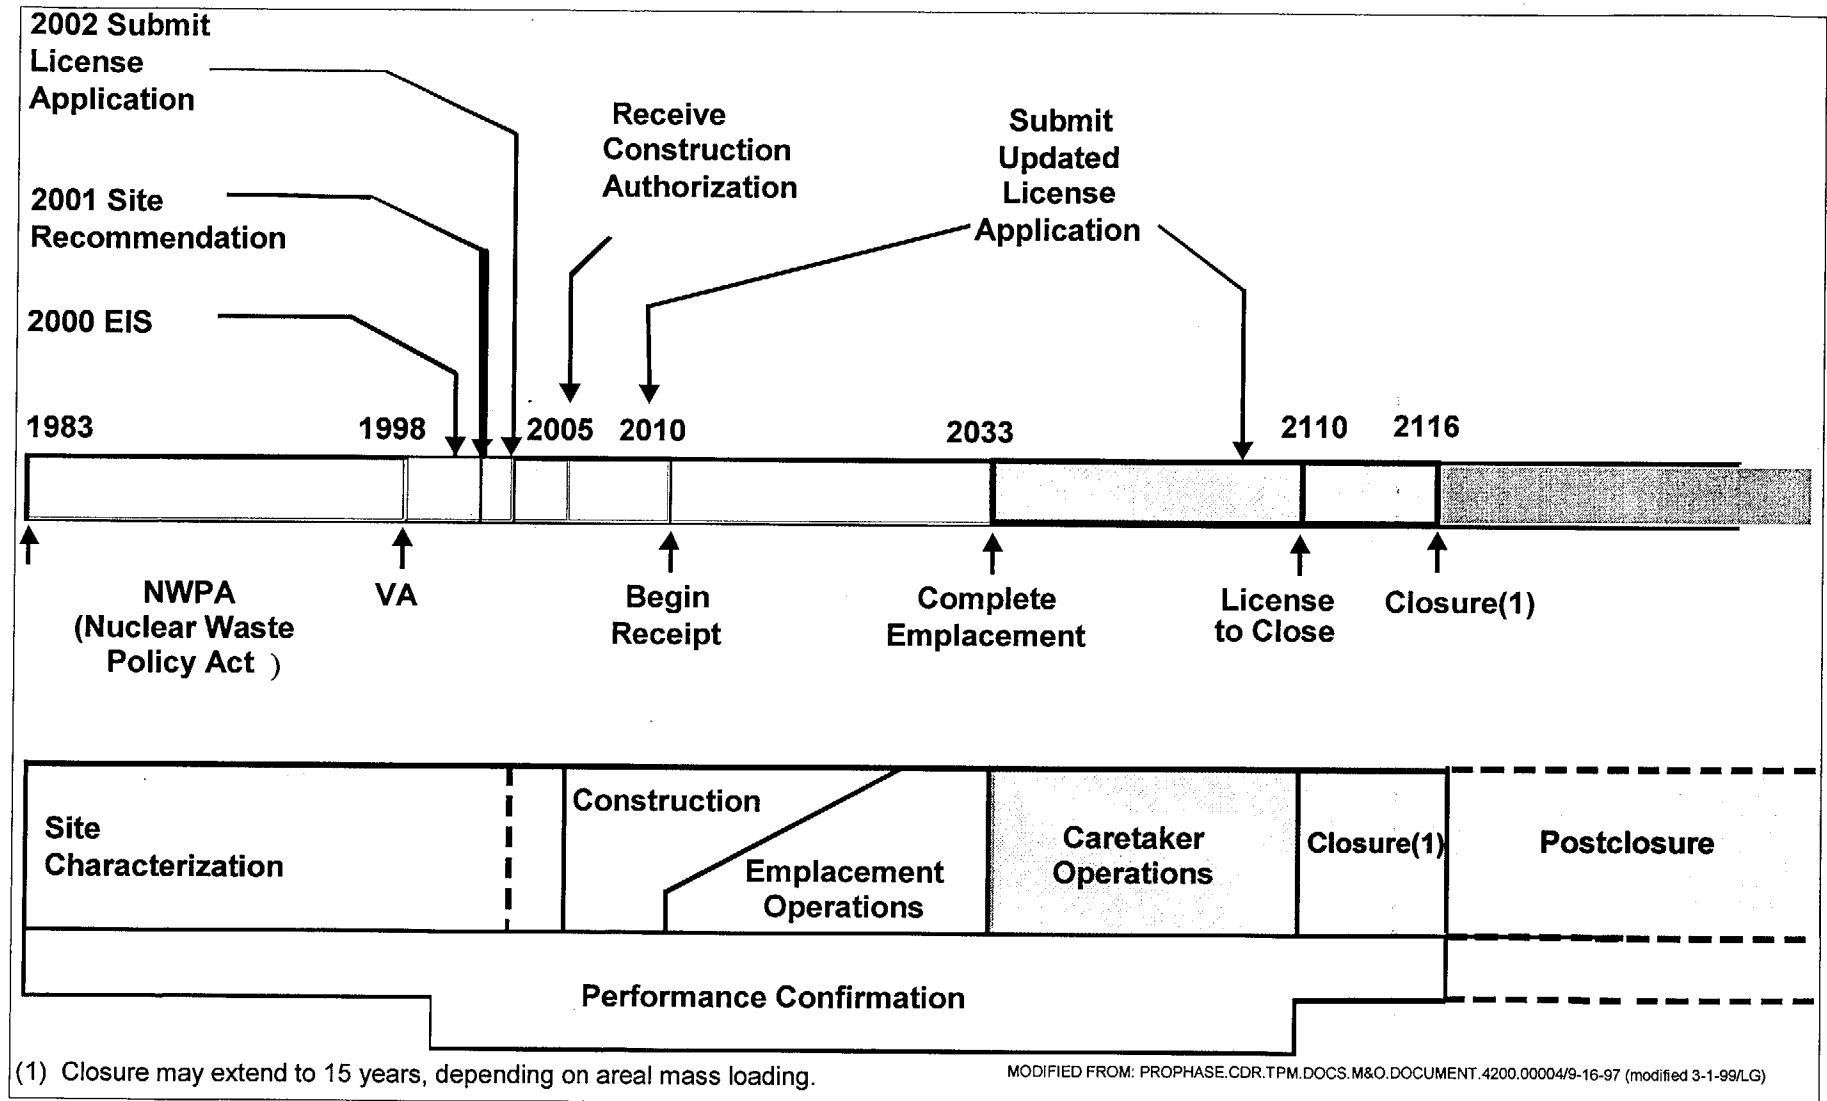 2002 Submit
License
Application
Receive
Construction
Authorization
Submit
Updated
License
Application
2001 Site
Recommendation
2000 EIS
1983
1998
2005
2010
2033
2110
2116
NWPA
(Nuclear Waste
Policy Act )
VA
Begin
Receipt
Complete
Emplacement
License
to Close
Closure(1)
Site
Characterization
Construction
Emplacement
Operations
Caretaker
Operations
Closure(1)
Postclosure
Performance Confirmation
(1) Closure may extend to 15 years, depending on areal mass loading.
MODIFIED FROM: PROPHASE.CDR.TPM.DOCS.M&O.DOCUMENT.4200.00004/9-16-97 (modified 3-1-99/LG)